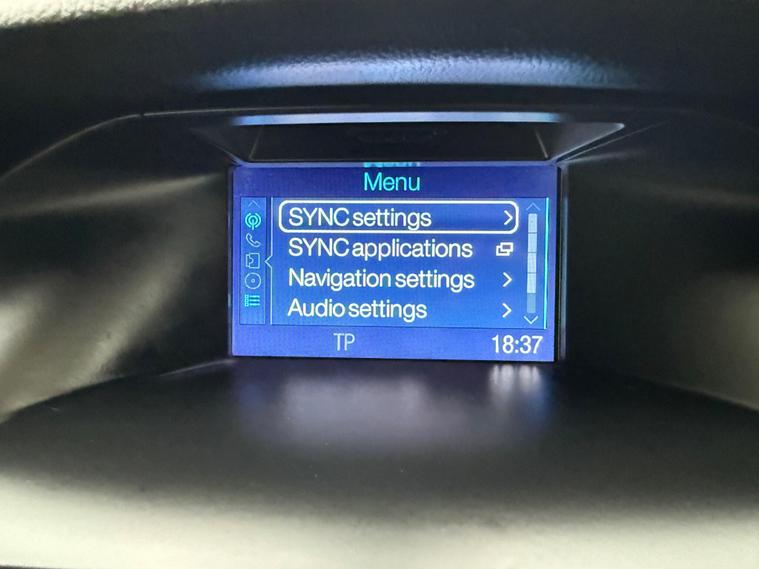 Menu
SYNC settings
SYNC applications
Navigation settings
Audio settings
TP
18:37